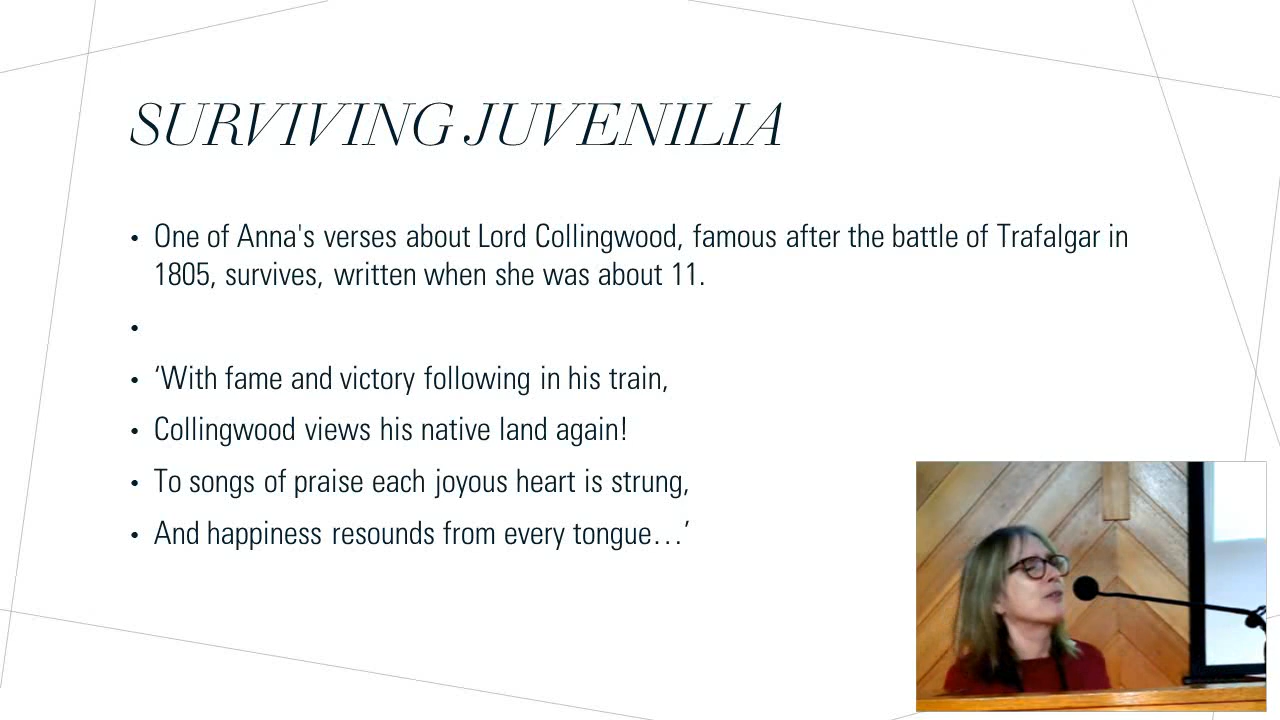 SURVIVING JUVENILIA
• One of Anna's verses about Lord Collingwood, famous after the battle of Trafalgar in
1805, survives, written when she was about 11.
•
• ‘With fame and victory following in his train,
• Collingwood views his native land again!
• To songs of praise each joyous heart is strung,
• And happiness resounds from every tongue…’